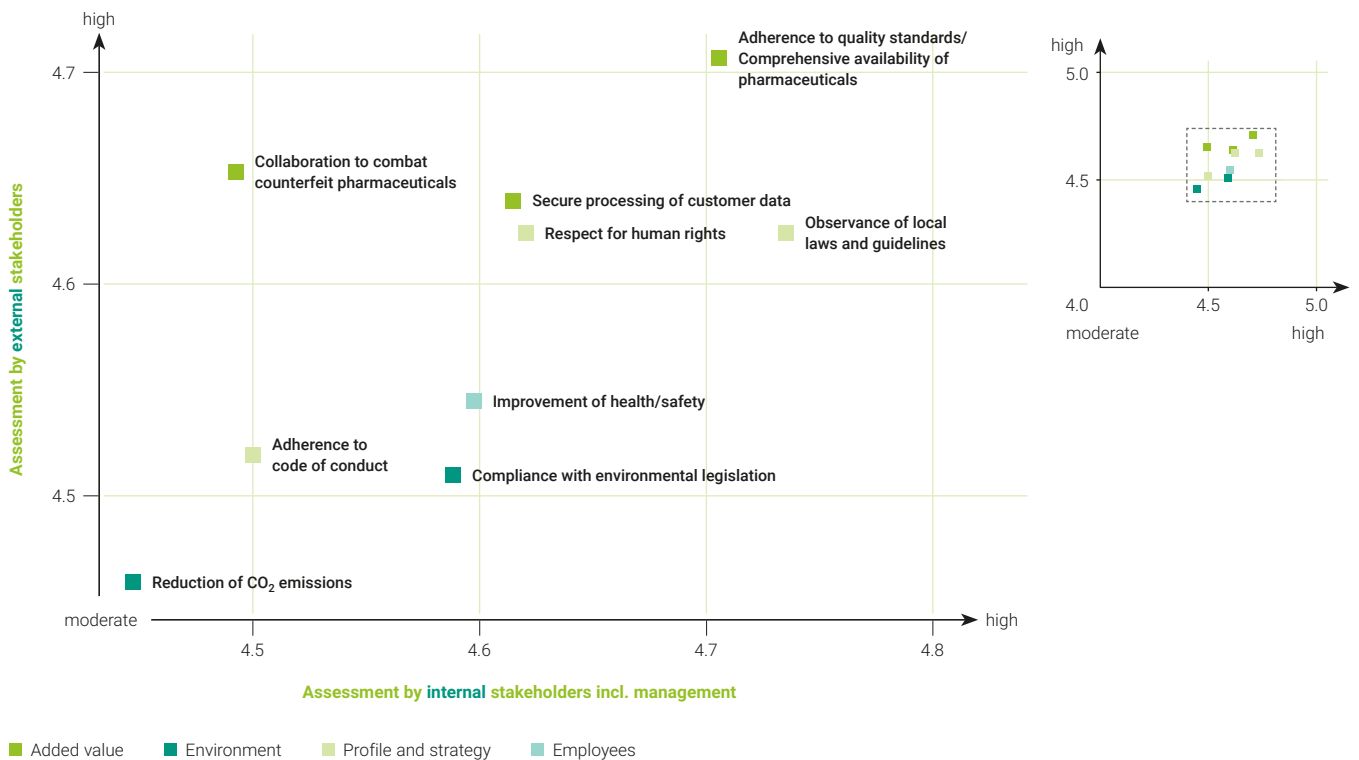 high
4.7
4.6
4.5
Assessment by external stakeholders
Adherence to quality standards/
Comprehensive availability of
pharmaceuticals
Collaboration to combat
counterfeit pharmaceuticals
Secure processing of customer data
Respect for human rights
Observance of local
laws and guidelines
Improvement of health/safety
Adherence to
code of conduct
Compliance with environmental legislation
Reduction of CO₂ emissions
moderate
high
4.5
4.6
4.7
4.8
Assessment by internal stakeholders incl. management
high
5.0
4.5
4.0
4.5
5.0
moderate
high
Added value
Environment
Profile and strategy
Employees